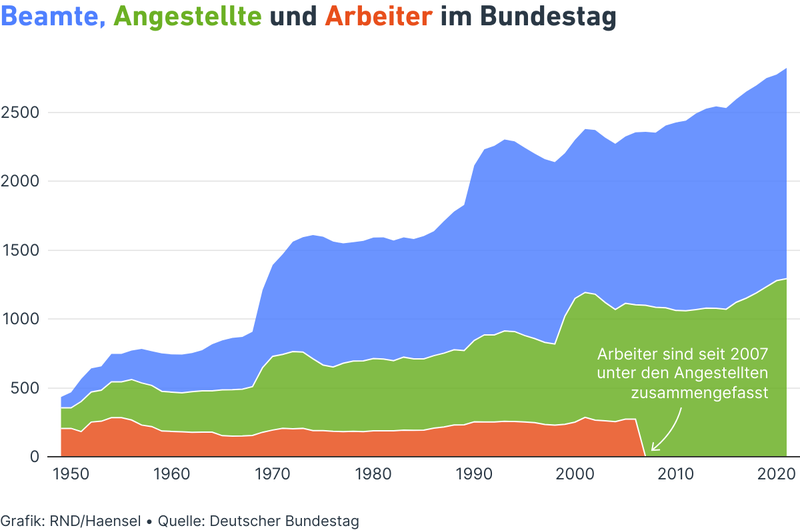 Beamte, Angestellte und Arbeiter im Bundestag
2500
2000
1500
1000
500
0
Arbeiter sind seit 2007
unter den Angestellten
zusammengefasst
1950 1960 1970 1980 1990 2000 2010 2020
Grafik: RND/Haensel • Quelle: Deutscher Bundestag